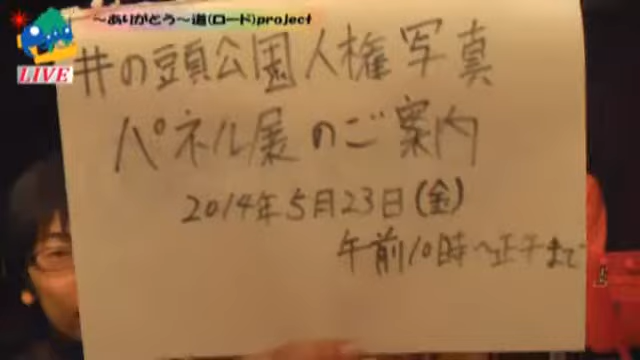 ～ありがとう～道(ロード)project
LIVE
井の頭公園人権写真
パネル展のご案内
2014年5月23日(金)
午前10時～正午まで